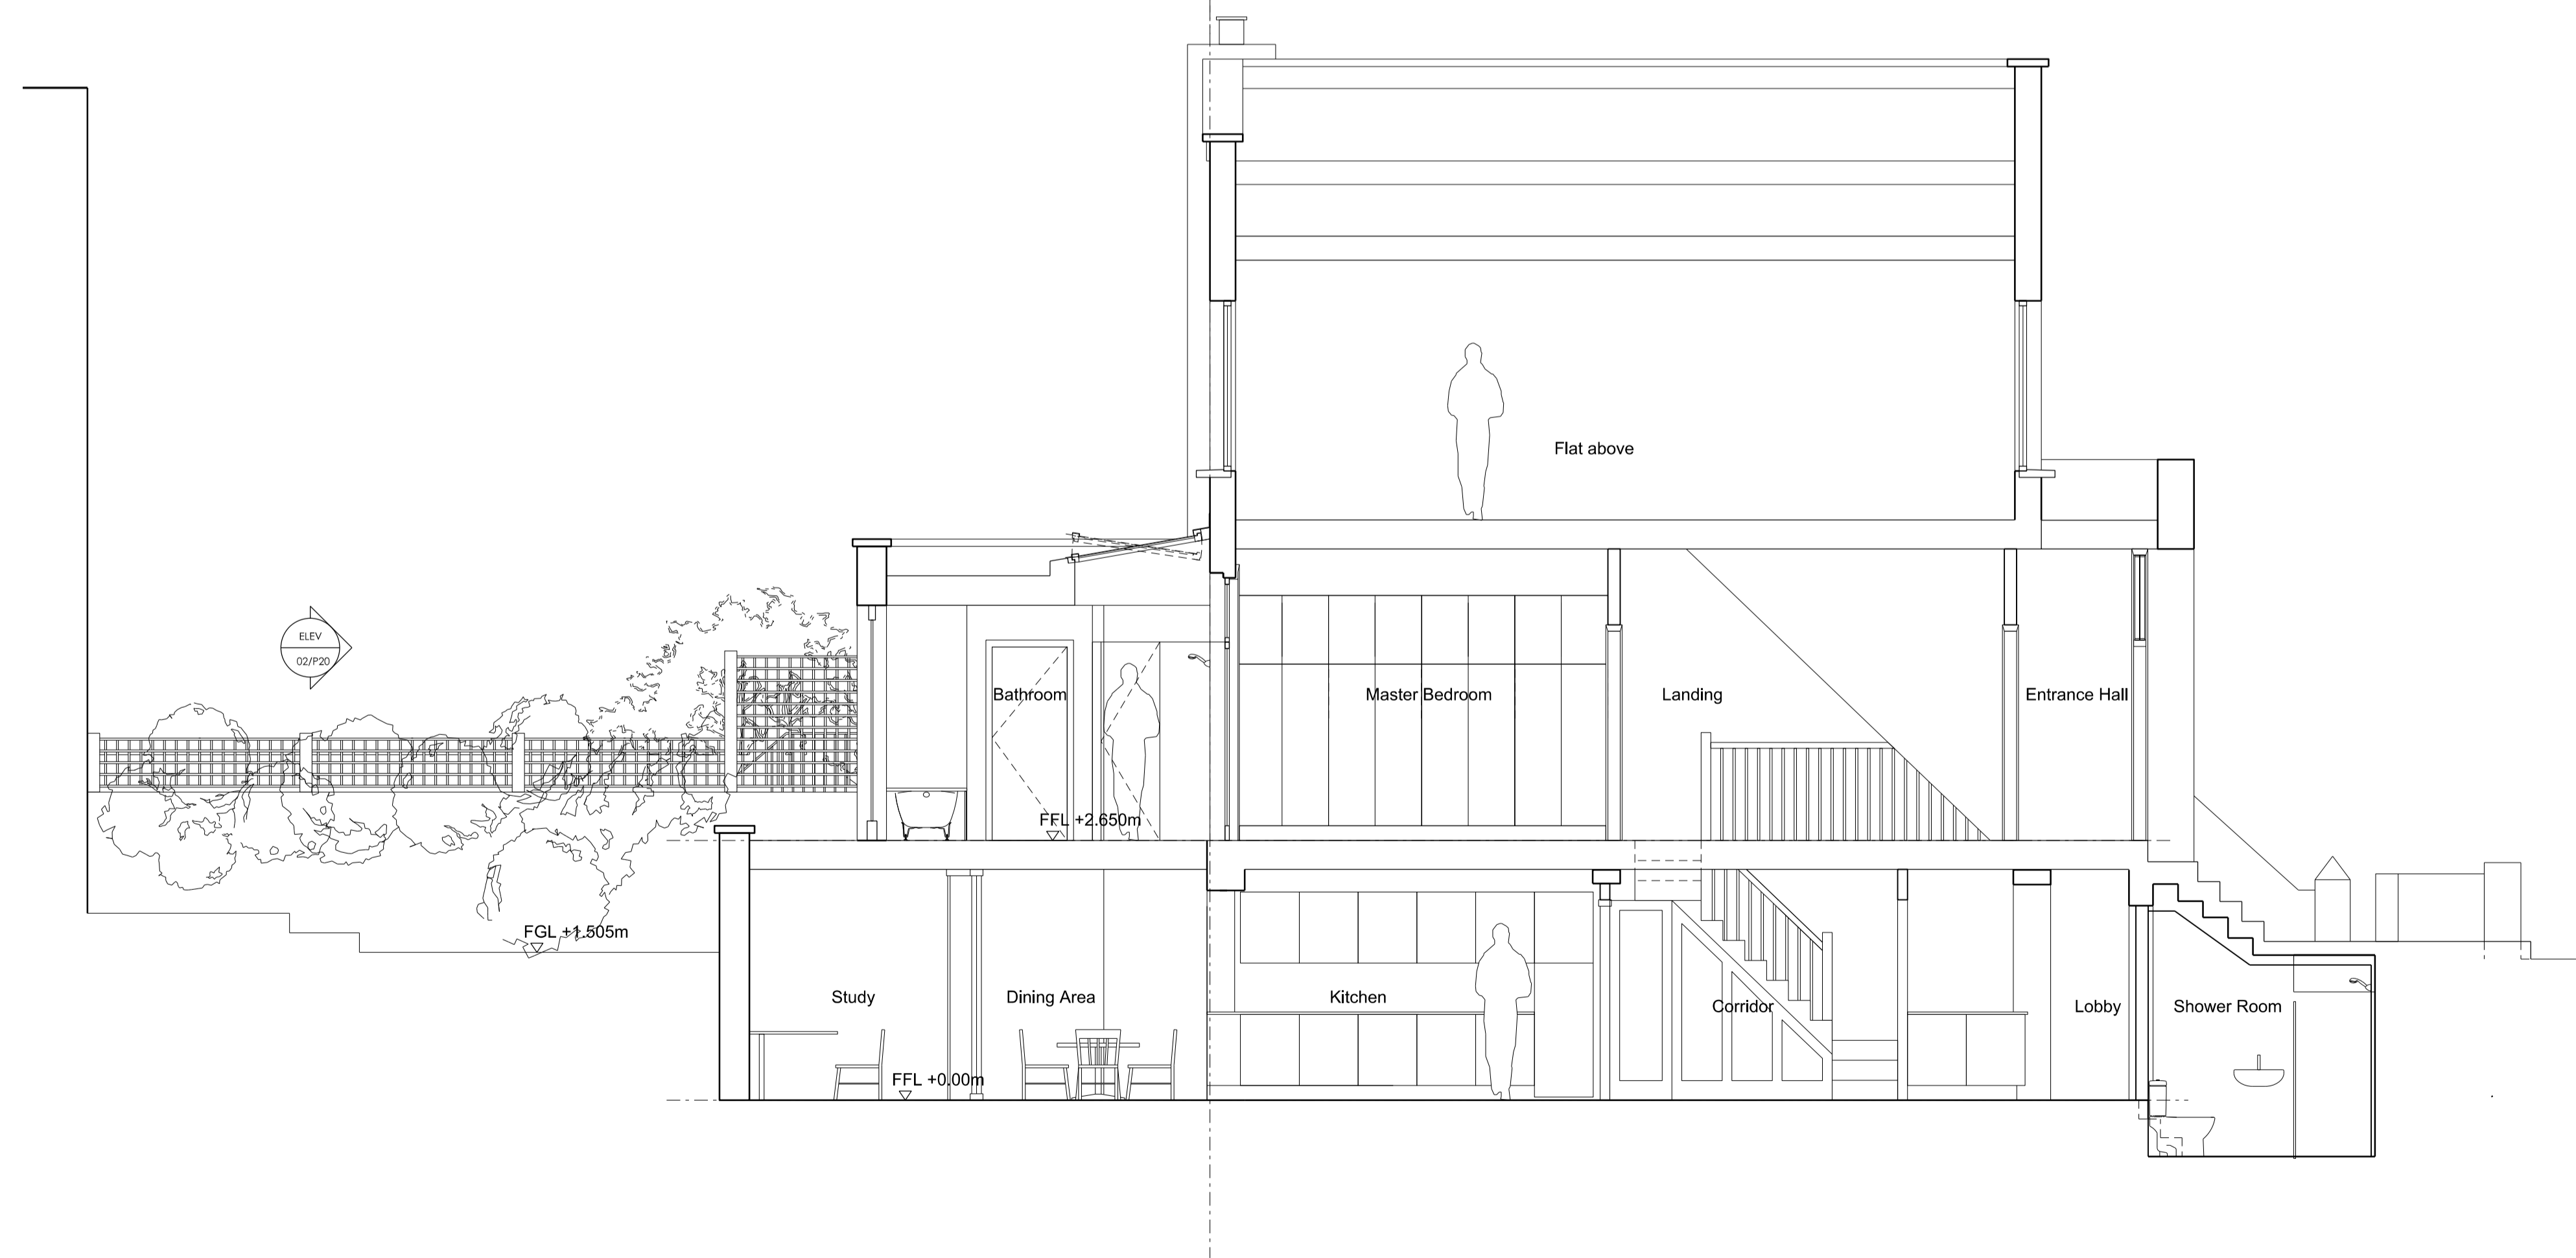 Flat above
ELEV
02/P20
Bathroom
Master Bedroom
Landing
Entrance Hall
FFL +2.650m
FGL +1.505m
Study
Dining Area
Kitchen
Corridor
Lobby
Shower Room
FFL +0.00m